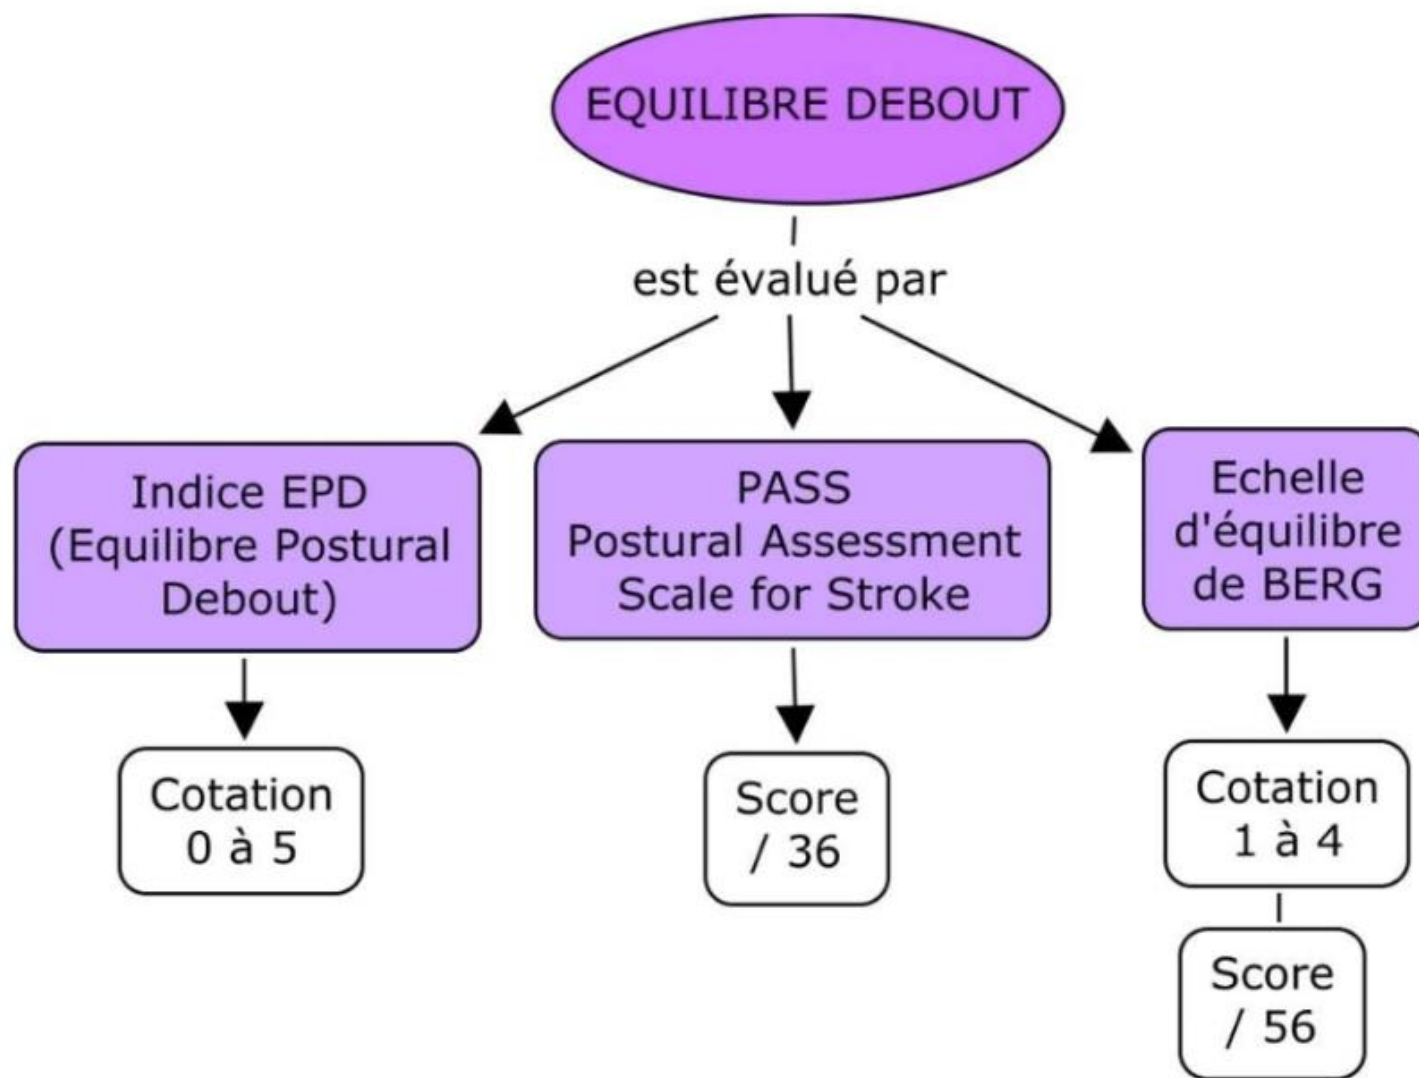 EQUILIBRE DEBOUT
est évalué par
Indice EPD
(Equilibre Postural
Debout)
PASS
Postural Assessment
Scale for Stroke
Echelle
d'équilibre
de BERG
Cotation
0 à 5
Score
/ 36
Cotation
1 à 4
Score
/ 56